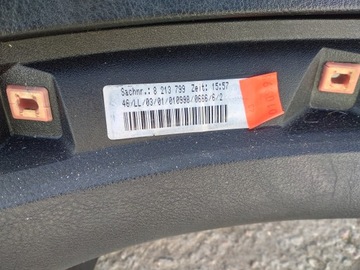 Sachnr.: 8 213 799 Zeit: 15:57
46/LL/03/01/010998/0666/6/2